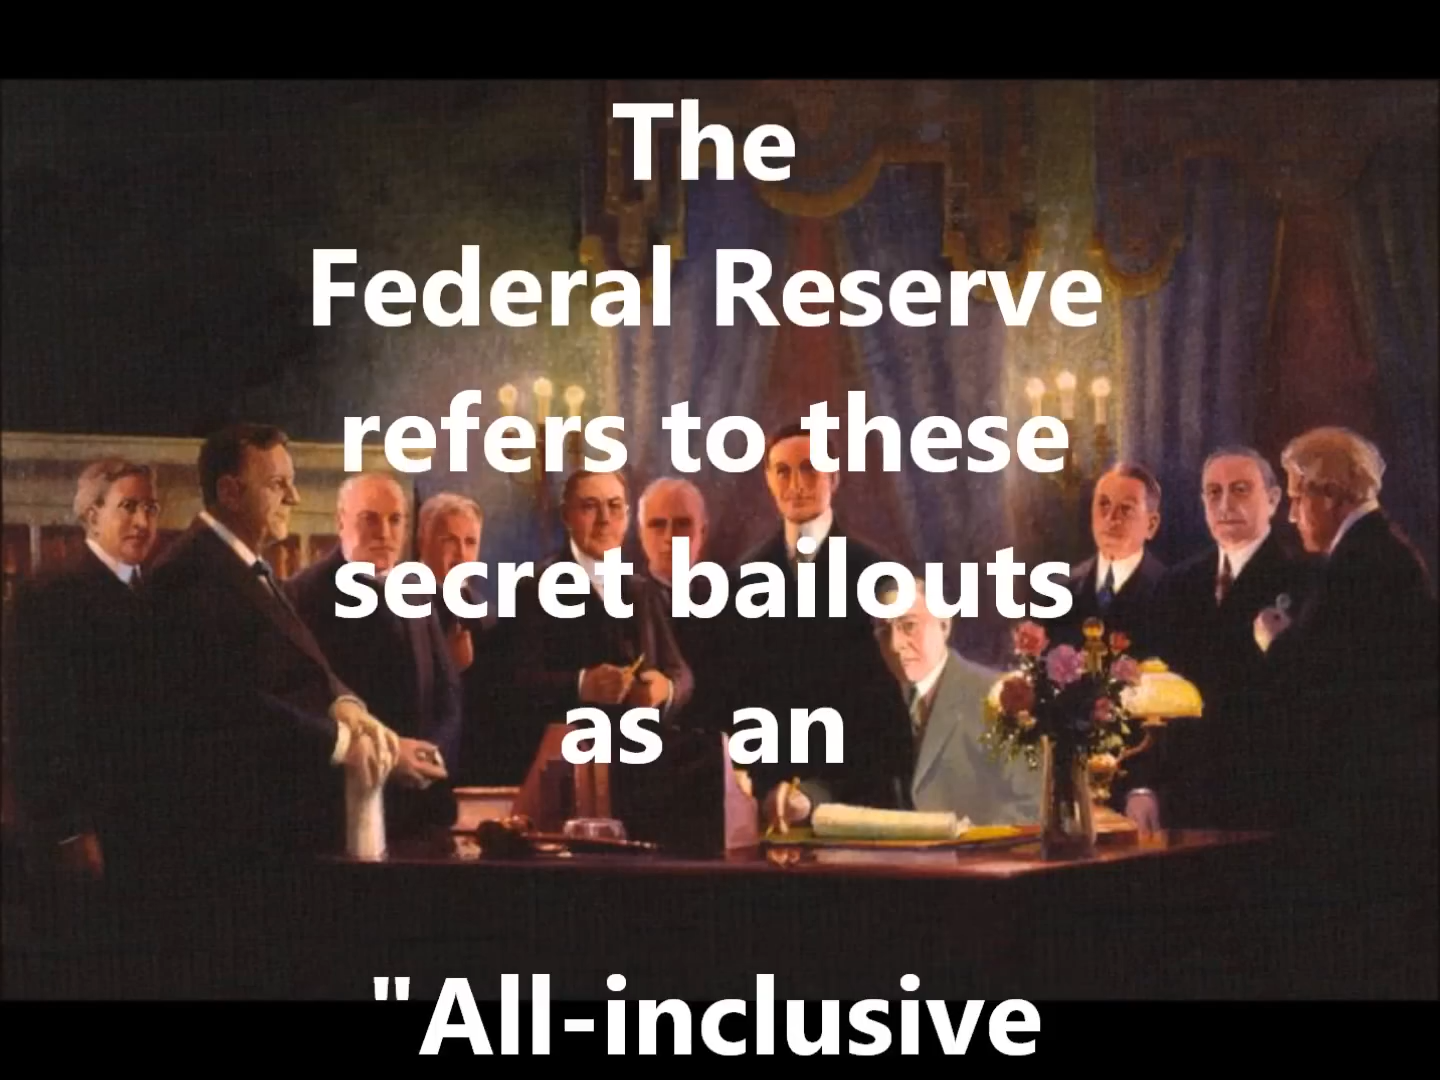 The
Federal Reserve
refers to these
secret bailouts
as  an
"All-inclusive